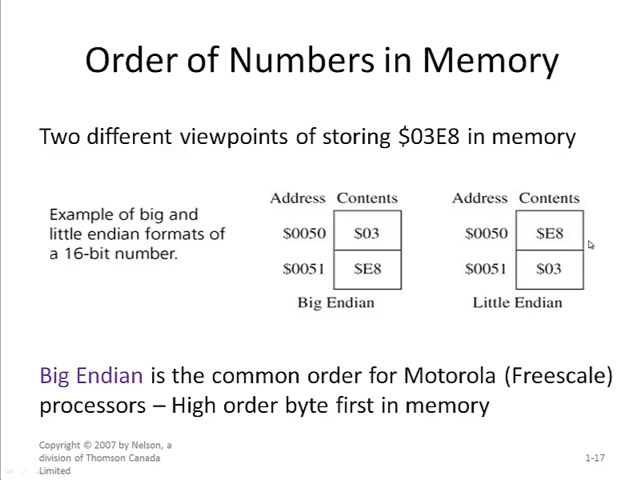 Order of Numbers in Memory
Two different viewpoints of storing $03E8 in memory
Example of big and
little endian formats of
a 16-bit number.
Address Contents
$0050 $03
$0051 $E8
Big Endian
Address Contents
$0050 $E8
$0051 $03
Little Endian
Big Endian is the common order for Motorola (Freescale)
processors – High order byte first in memory
Copyright © 2007 by Nelson, a
division of Thomson Canada
Limited
1-17